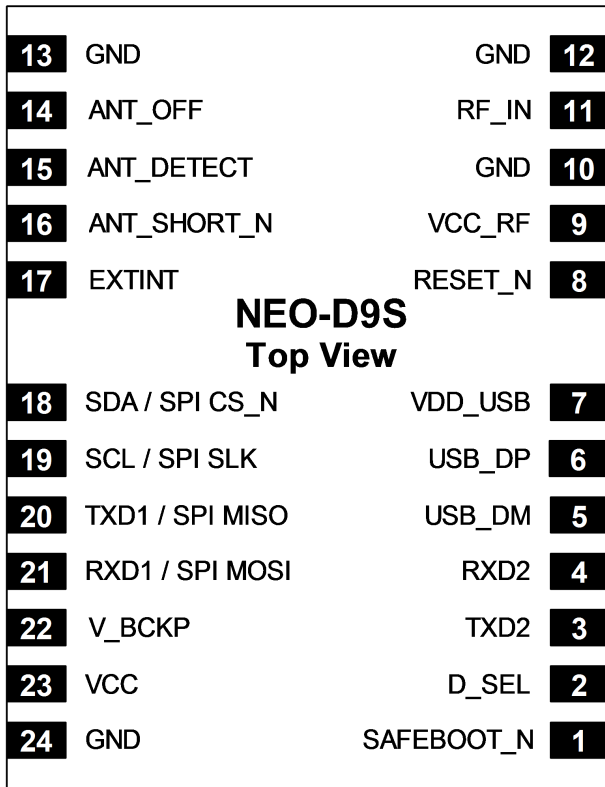 13 GND GND 12
14 ANT_OFF RF_IN 11
15 ANT_DETECT GND 10
16 ANT_SHORT_N VCC_RF 9
17 EXTINT RESET_N 8
NEO-D9S
Top View
18 SDA / SPI CS_N VDD_USB 7
19 SCL / SPI SLK USB_DP 6
20 TXD1 / SPI MISO USB_DM 5
21 RXD1 / SPI MOSI RXD2 4
22 V_BCKP TXD2 3
23 VCC D_SEL 2
24 GND SAFEBOOT_N 1